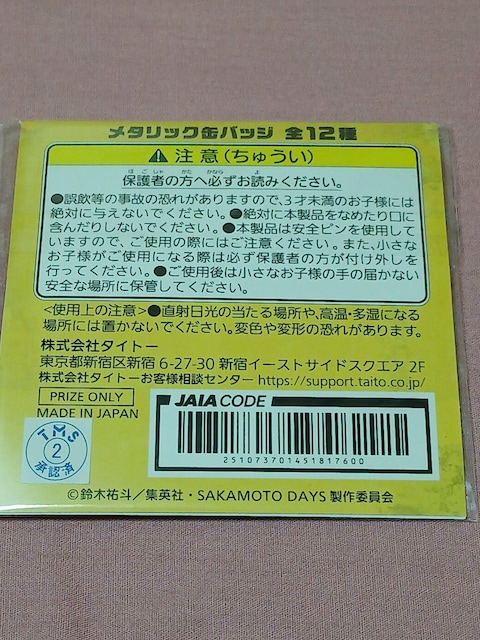 メタリック缶バッジ 全12種
⚠注意(ちゅうい)
保護者の方へ必ずお読みください。
●誤飲等の事故の恐れがありますので、3才未満のお子様には
絶対に与えないでください。●絶対に本製品をなめたり口に
含んだりしないでください。●本製品は安全ピンを使用してい
ますので、ご使用の際にはご注意ください。また、小さな
お子様がご使用になる際は必ず保護者の方が付け外しを
行ってください。●ご使用後は小さなお子様の手の届かない
安全な場所に保管してください。
<使用上の注意>●直射日光の当たる場所や、高温・多湿になる
場所には置かないでください。変色や変形の恐れがあります。
株式会社タイトー
東京都新宿区新宿 6-27-30 新宿イーストサイドスクエア 2F
株式会社タイトーお客様相談センター https://support.taito.co.jp/
PRIZE ONLY
MADE IN JAPAN
JAIA CODE
251073701451817600
TMS
2
承認済
©鈴木祐斗/集英社・SAKAMOTO DAYS 製作委員会